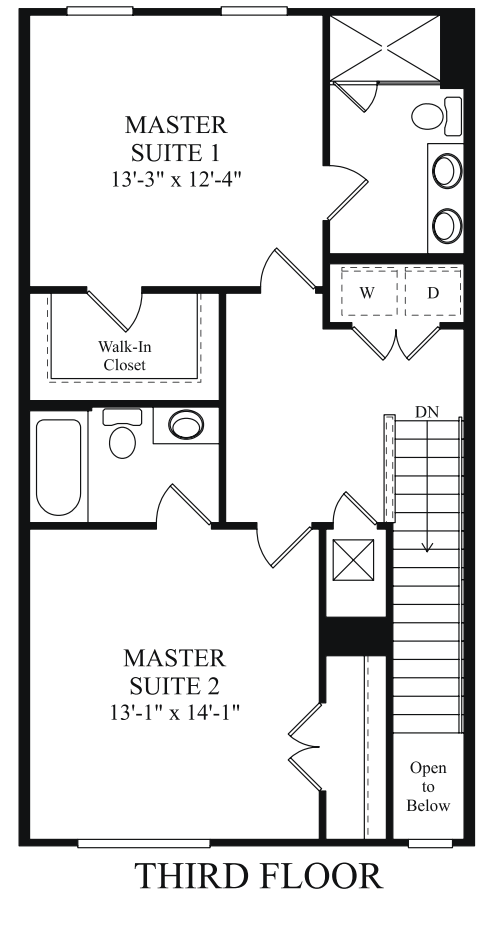 MASTER
SUITE 1
13'-3" x 12'-4"
W
D
Walk-In
Closet
DN
MASTER
SUITE 2
13'-1" x 14'-1"
Open
to
Below
THIRD FLOOR